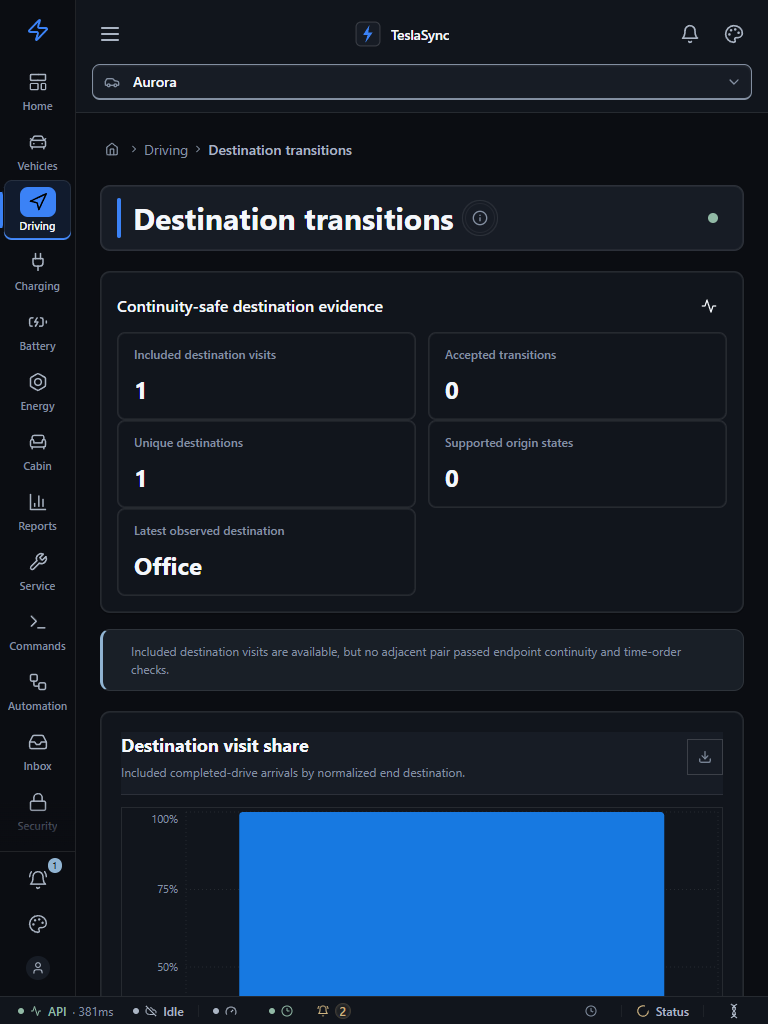 TeslaSync
Aurora
Home
Vehicles
Driving
Charging
Battery
Energy
Cabin
Reports
Service
Commands
Automation
Inbox
Security
1
Driving
Destination transitions
Destination transitions
Continuity-safe destination evidence
Included destination visits
1
Accepted transitions
0
Unique destinations
1
Supported origin states
0
Latest observed destination
Office
Included destination visits are available, but no adjacent pair passed endpoint continuity and time-order
checks.
Destination visit share
Included completed-drive arrivals by normalized end destination.
100%
75%
50%
API · 381ms
Idle
2
Status